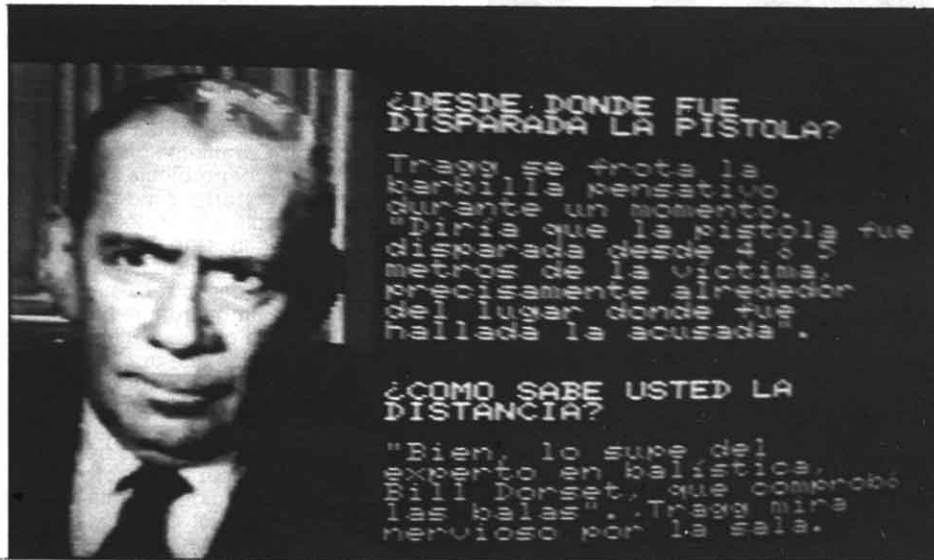 ¿DESDE DONDE FUE
DISPARADA LA PISTOLA?
Tragg se frota la
barbilla pensativo
durante un momento.
"Diría que la pistola fue
disparada desde 4 ó 5
metros de la víctima,
precisamente alrededor
del lugar donde fue
hallada la acusada".
¿COMO SABE USTED LA
DISTANCIA?
"Bien, lo supe del
experto en balística,
Bill Dorset, que comprobó
las balas". Tragg mira
nervioso por la sala.